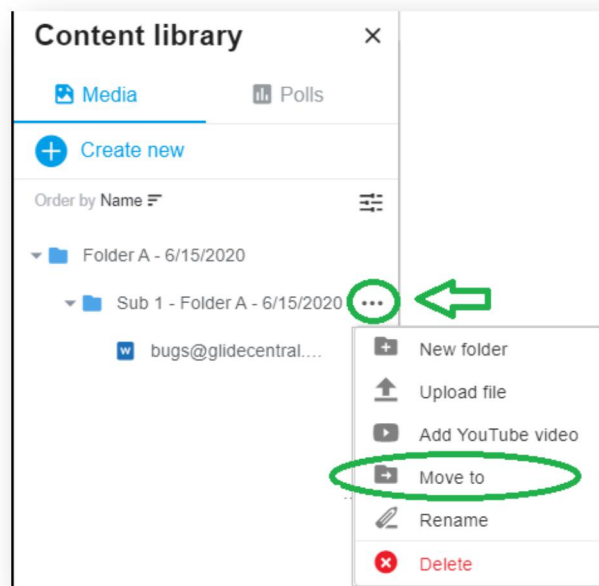 Content library
Media
Polls
Create new
Order by Name
Folder A - 6/15/2020
Sub 1 - Folder A - 6/15/2020
W bugs@glidecentral....
New folder
Upload file
Add YouTube video
Move to
Rename
Delete